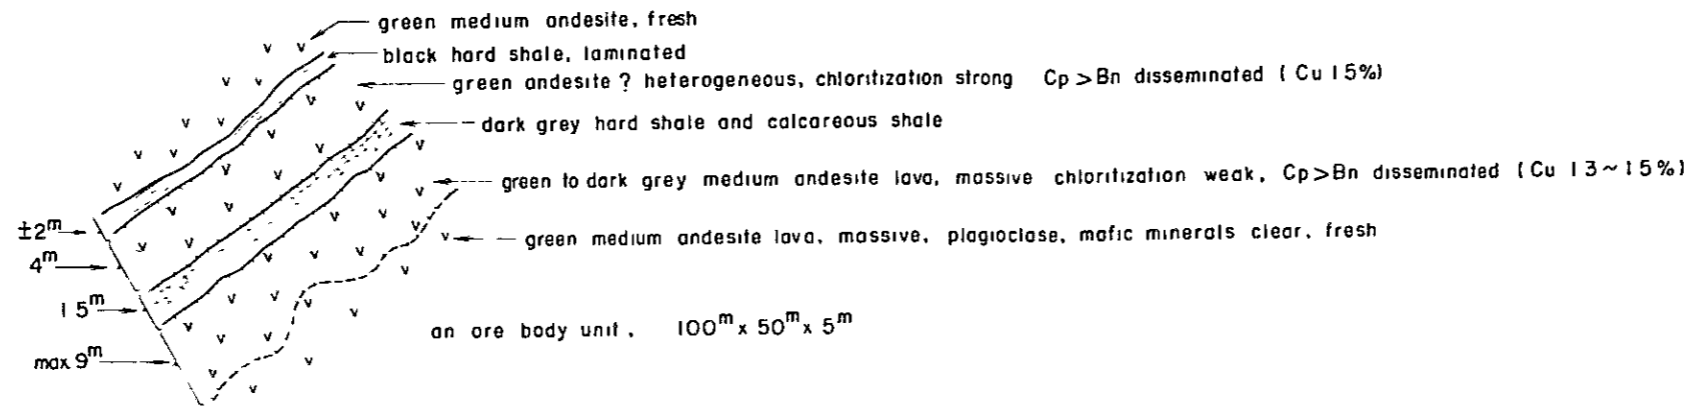 green medium andesite, fresh
black hard shale, laminated
green andesite ? heterogeneous, chloritization strong Cp > Bn disseminated ( Cu 1 5%)
dark grey hard shale and calcareous shale
green to dark grey medium andesite lava, massive chloritization weak, Cp>Bn disseminated ( Cu 1 3 ~ 1 5%)
±2m
green medium andesite lava, massive, plagioclase, mafic minerals clear, fresh
4m
1 5m
an ore body unit, 100m x 50m x 5m
max 9m